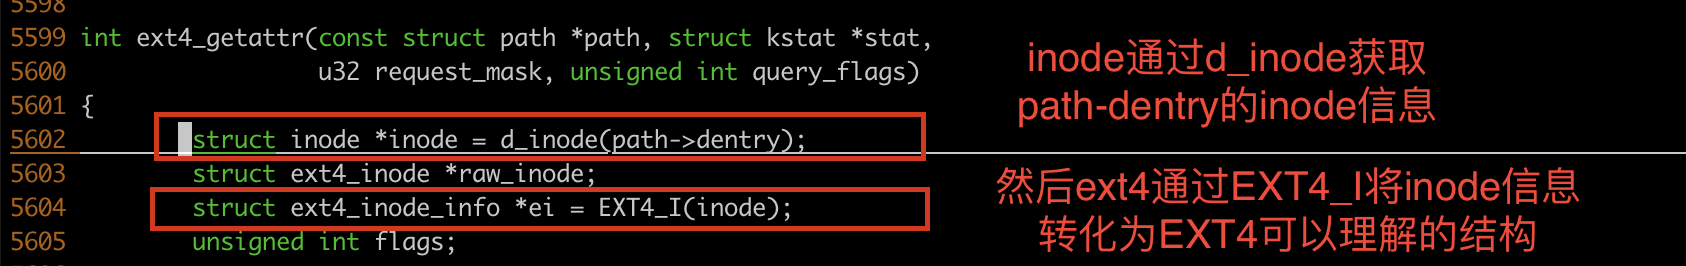 5598
5599 int ext4_getattr(const struct path *path, struct kstat *stat,
5600 u32 request_mask, unsigned int query_flags)
5601 {
5602 struct inode *inode = d_inode(path->dentry);
5603 struct ext4_inode *raw_inode;
5604 struct ext4_inode_info *ei = EXT4_I(inode);
5605 unsigned int flags;
inode通过d_inode获取
path-dentry的inode信息
然后ext4通过EXT4_I将inode信息
转化为EXT4可以理解的结构